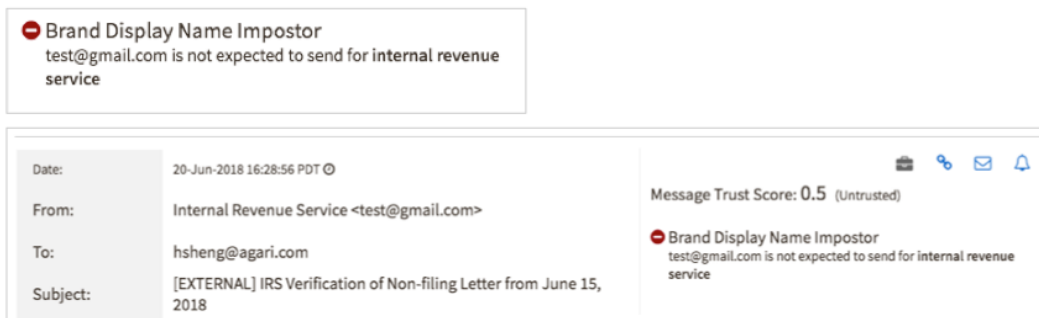 Brand Display Name Impostor
test@gmail.com is not expected to send for internal revenue
service
Date:
20-Jun-2018 16:28:56 PDT
From:
Internal Revenue Service <test@gmail.com>
To:
hsheng@agari.com
Subject:
[EXTERNAL] IRS Verification of Non-filing Letter from June 15,
2018
Message Trust Score: 0.5 (Untrusted)
Brand Display Name Impostor
test@gmail.com is not expected to send for internal revenue
service